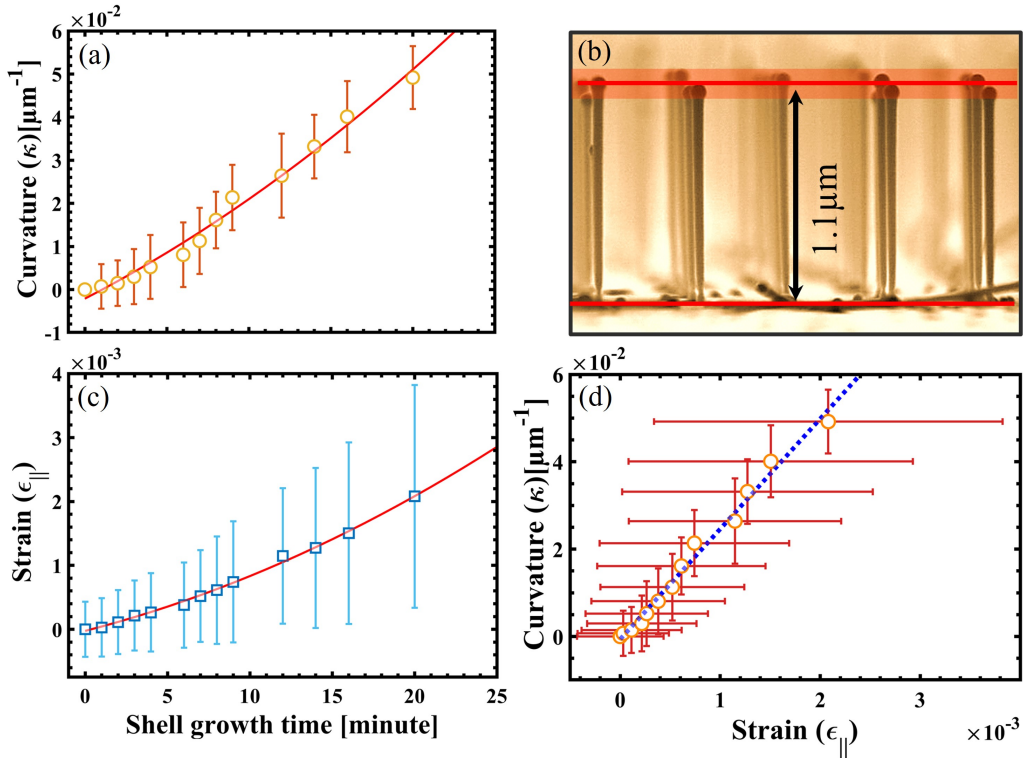 ×10⁻²
(a)
6
5
4
3
2
1
0
-1
Curvature (κ)[μm⁻¹]
(b)
1.1μm
×10⁻³
(c)
4
3
2
1
0
Strain (ϵ||)
0 5 10 15 20 25
Shell growth time [minute]
×10⁻²
(d)
6
4
2
0
Curvature (κ)[μm⁻¹]
0 1 2 3
Strain (ϵ||)
×10⁻³